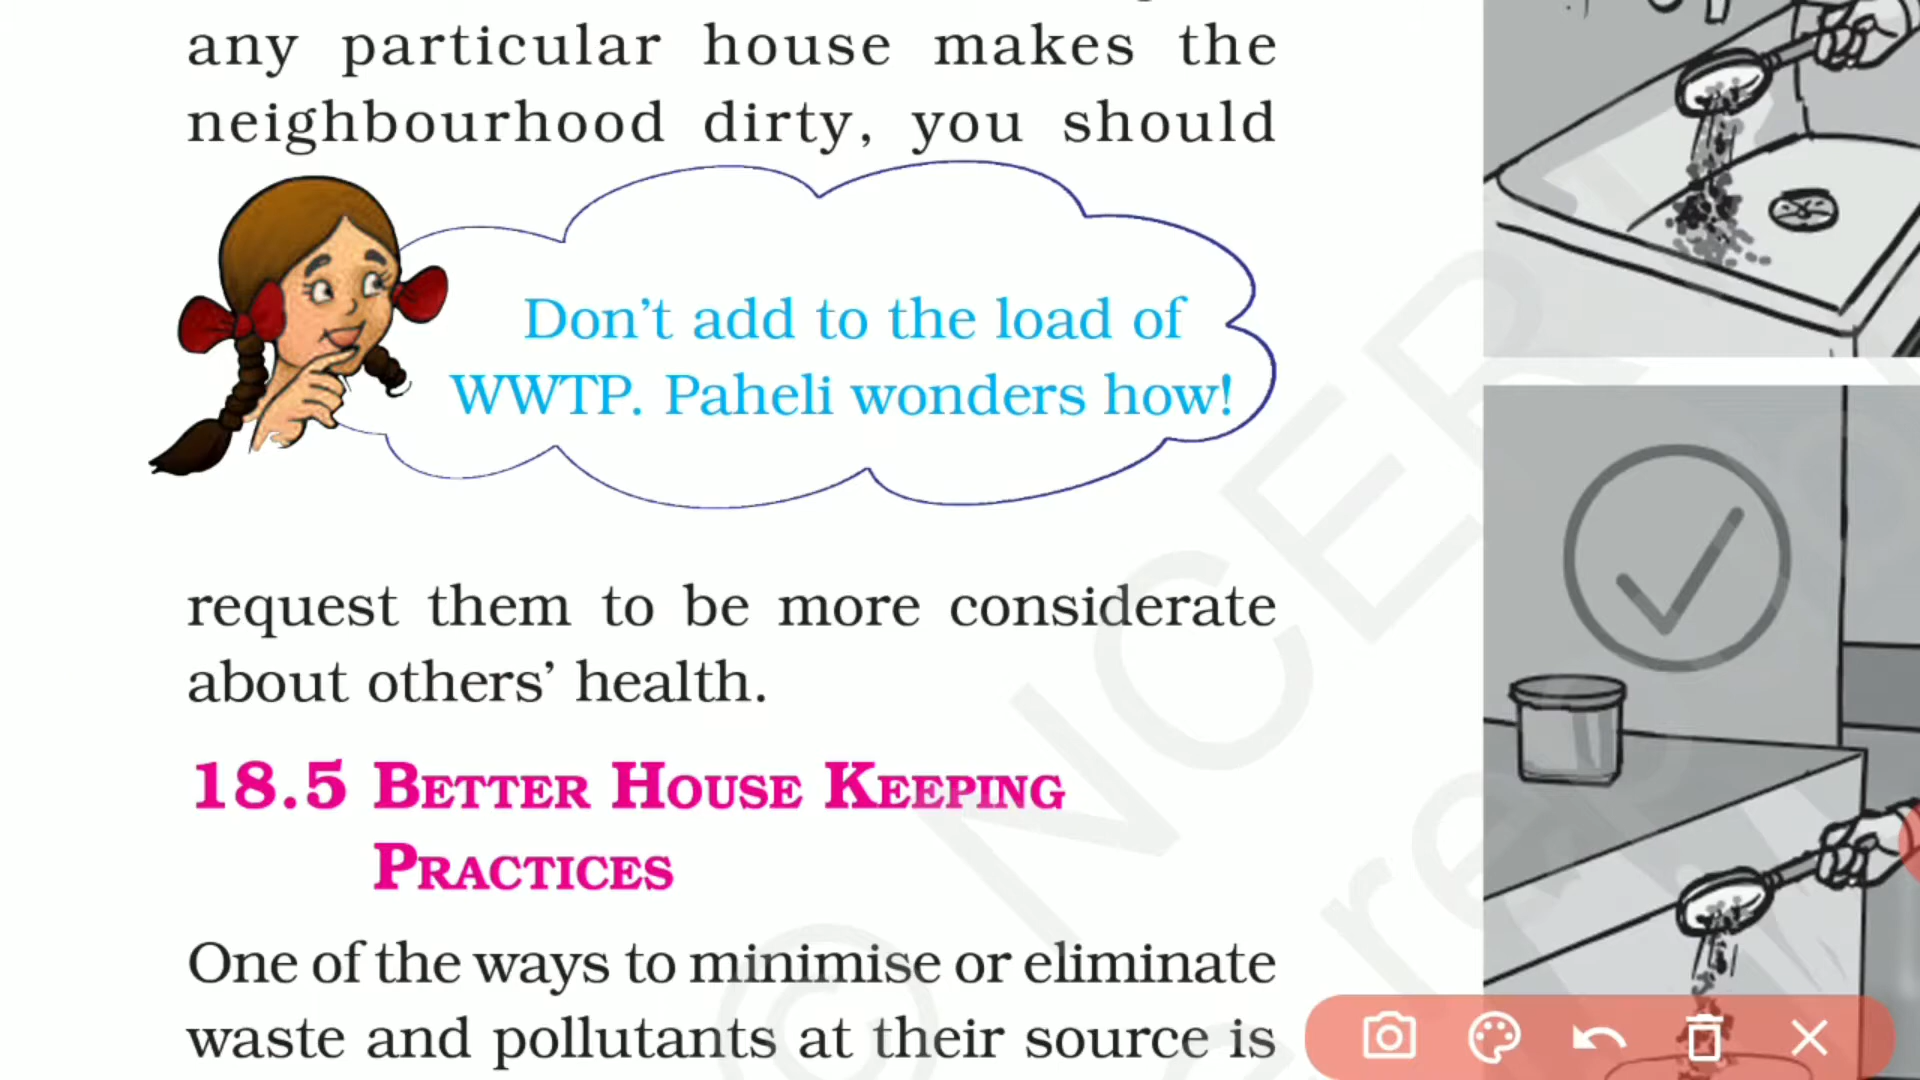 any particular house makes the
neighbourhood dirty, you should
Don't add to the load of
WWTP. Paheli wonders how!
request them to be more considerate
about others' health.
18.5 BETTER HOUSE KEEPING
PRACTICES
One of the ways to minimise or eliminate
waste and pollutants at their source is
© NCERT